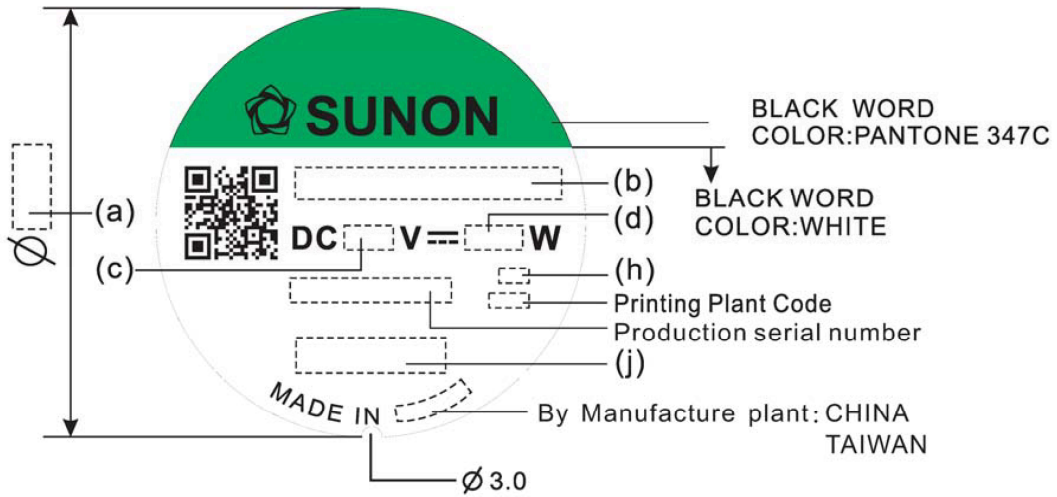 SUNON
BLACK WORD
COLOR:PANTONE 347C
(b)
BLACK WORD
COLOR:WHITE
(a)
Ø
(d)
DC V⎓ W
(c)
(h)
Printing Plant Code
Production serial number
(j)
MADE IN
By Manufacture plant: CHINA
TAIWAN
Ø 3.0